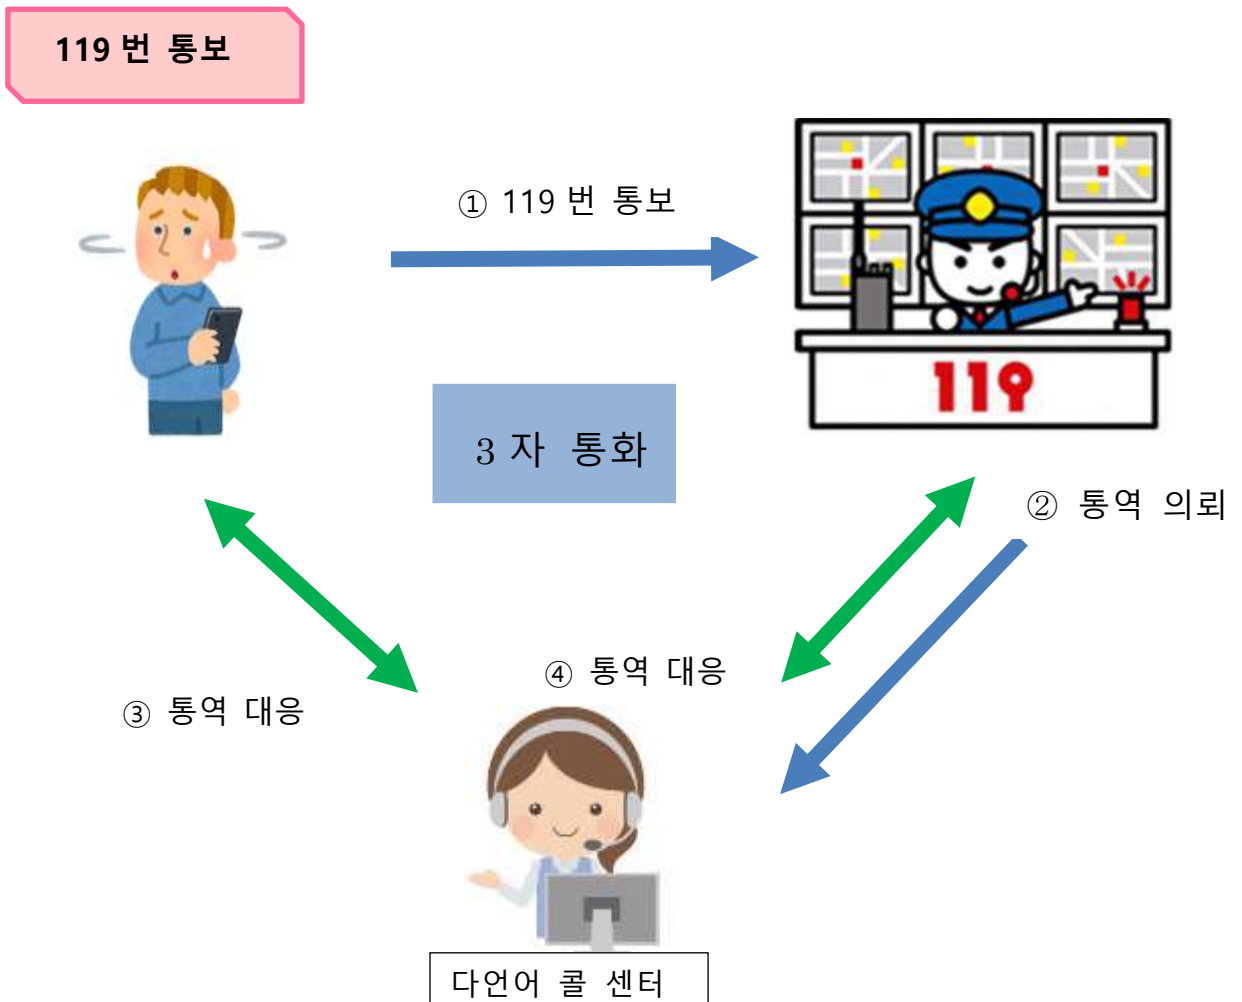 119 번 통보
① 119 번 통보
119
3 자 통화
② 통역 의뢰
④ 통역 대응
③ 통역 대응
다언어 콜 센터